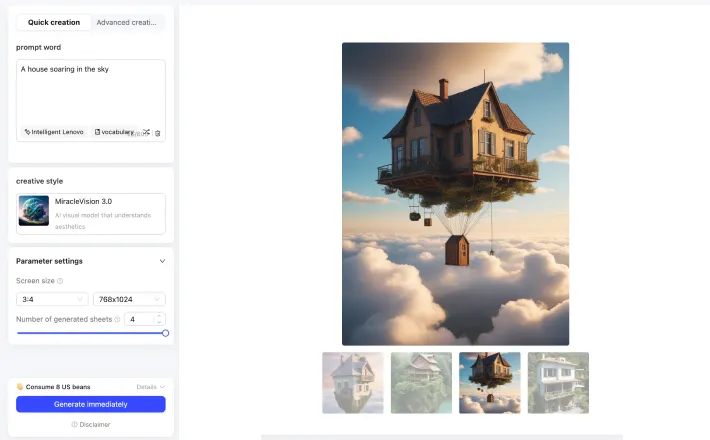 Quick creation
Advanced creati...
prompt word
A house soaring in the sky
Intelligent Lenovo
vocabulary
creative style
MiracleVision 3.0
AI visual model that understands
aesthetics
Parameter settings
Screen size
3:4
768x1024
Number of generated sheets
4
Consume 8 US beans
Details
Generate immediately
Disclaimer